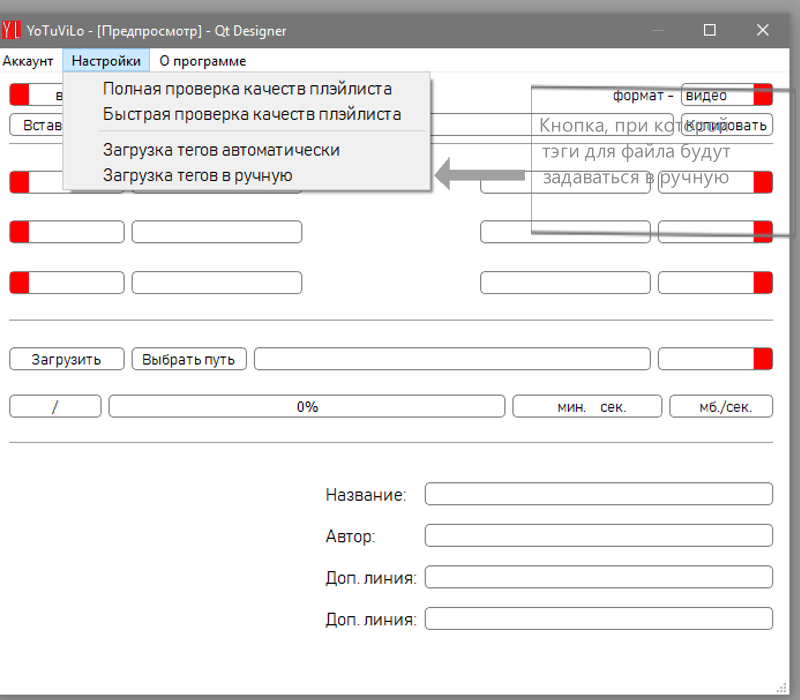 YL YoTuViLo - [Предпросмотр] - Qt Designer
Аккаунт Настройки О программе
Полная проверка качеств плэйлиста
Быстрая проверка качеств плэйлиста
Загрузка тегов автоматически
Загрузка тегов в ручную
формат - видео
Встав Копировать
Кнопка, при которой
тэги для файла будут
задаваться в ручную
Загрузить Выбрать путь
/ 0% мин. сек. мб./сек.
Название:
Автор:
Доп. линия:
Доп. линия: